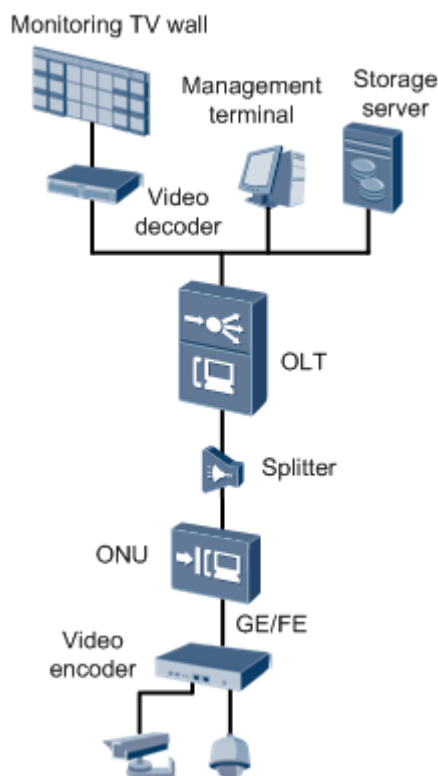 Monitoring TV wall
Management
terminal
Storage
server
Video
decoder
OLT
Splitter
ONU
GE/FE
Video
encoder